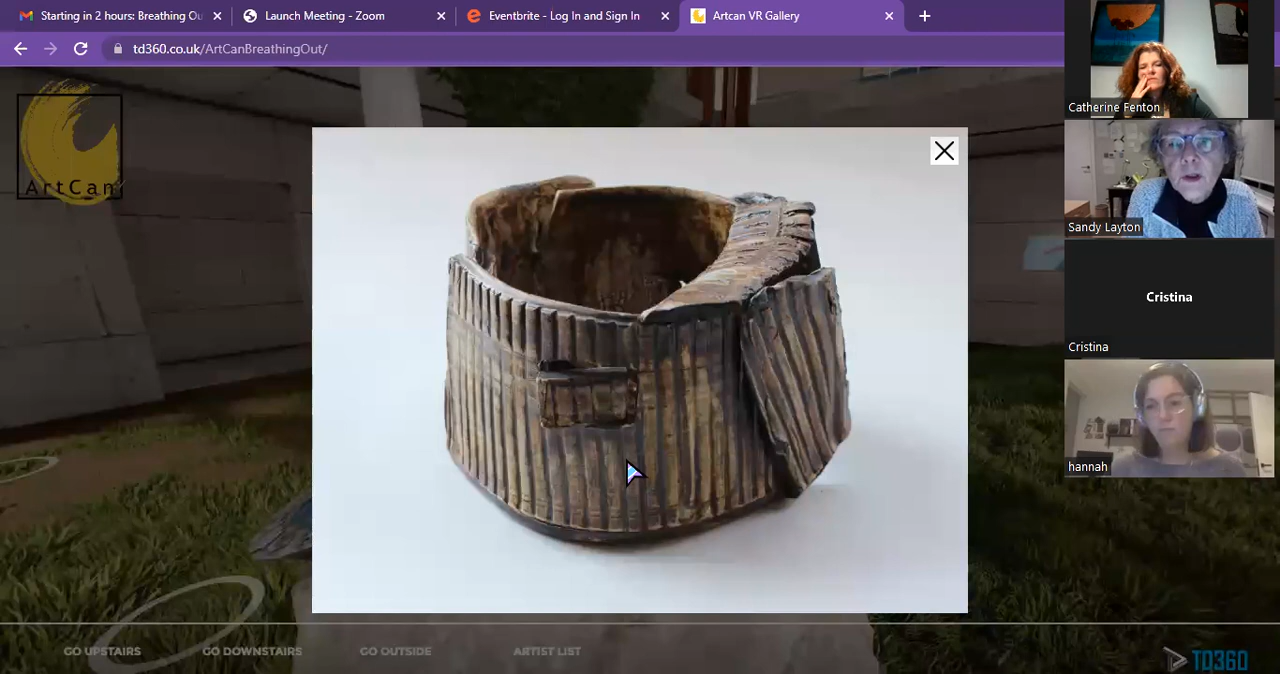 Starting in 2 hours: Breathing Ou
Launch Meeting - Zoom
Eventbrite - Log In and Sign In
Artcan VR Gallery
td360.co.uk/ArtCanBreathingOut/
ArtCan
Catherine Fenton
Sandy Layton
Cristina
Cristina
hannah
GO UPSTAIRS
GO DOWNSTAIRS
GO OUTSIDE
ARTIST LIST
TD360